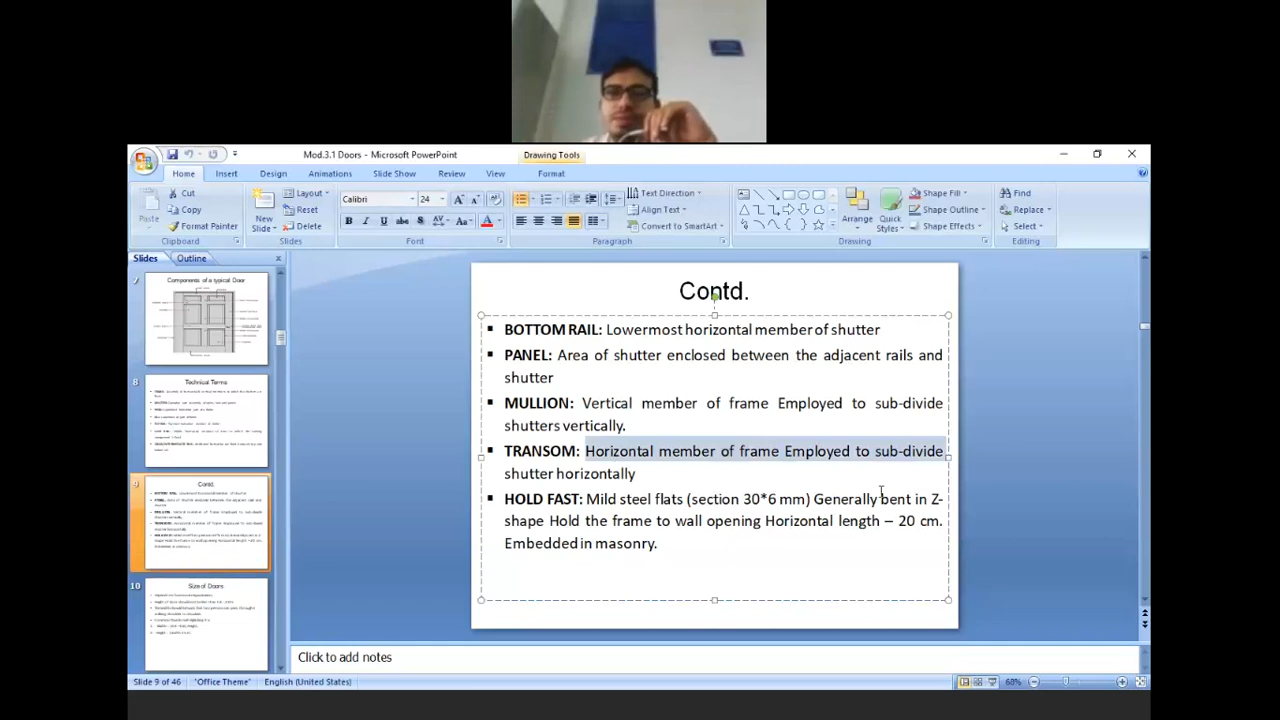 Mod.3.1 Doors - Microsoft PowerPoint
Drawing Tools
Home Insert Design Animations Slide Show Review View Format
Paste
Cut
Copy
Format Painter
Clipboard
New Slide
Layout
Reset
Delete
Slides
Calibri 24
B I U abc S AV Aa A
Font
Text Direction
Align Text
Convert to SmartArt
Paragraph
Arrange
Quick Styles
Shape Fill
Shape Outline
Shape Effects
Drawing
Find
Replace
Select
Editing
Slides Outline
7
Components of a typical Door
8
Technical Terms
9
Contd.
10
Size of Doors
Contd.
BOTTOM RAIL: Lowermost horizontal member of shutter
PANEL: Area of shutter enclosed between the adjacent rails and
shutter
MULLION: Vertical member of frame Employed to sub-divide
shutters vertically.
TRANSOM: Horizontal member of frame Employed to sub-divide
shutter horizontally
HOLD FAST: Mild steel flats (section 30*6 mm) Generally bent in Z-
shape Holds a frame to wall opening Horizontal length – 20 cm.
Embedded in masonry.
Click to add notes
Slide 9 of 46 "Office Theme" English (United States) 68%